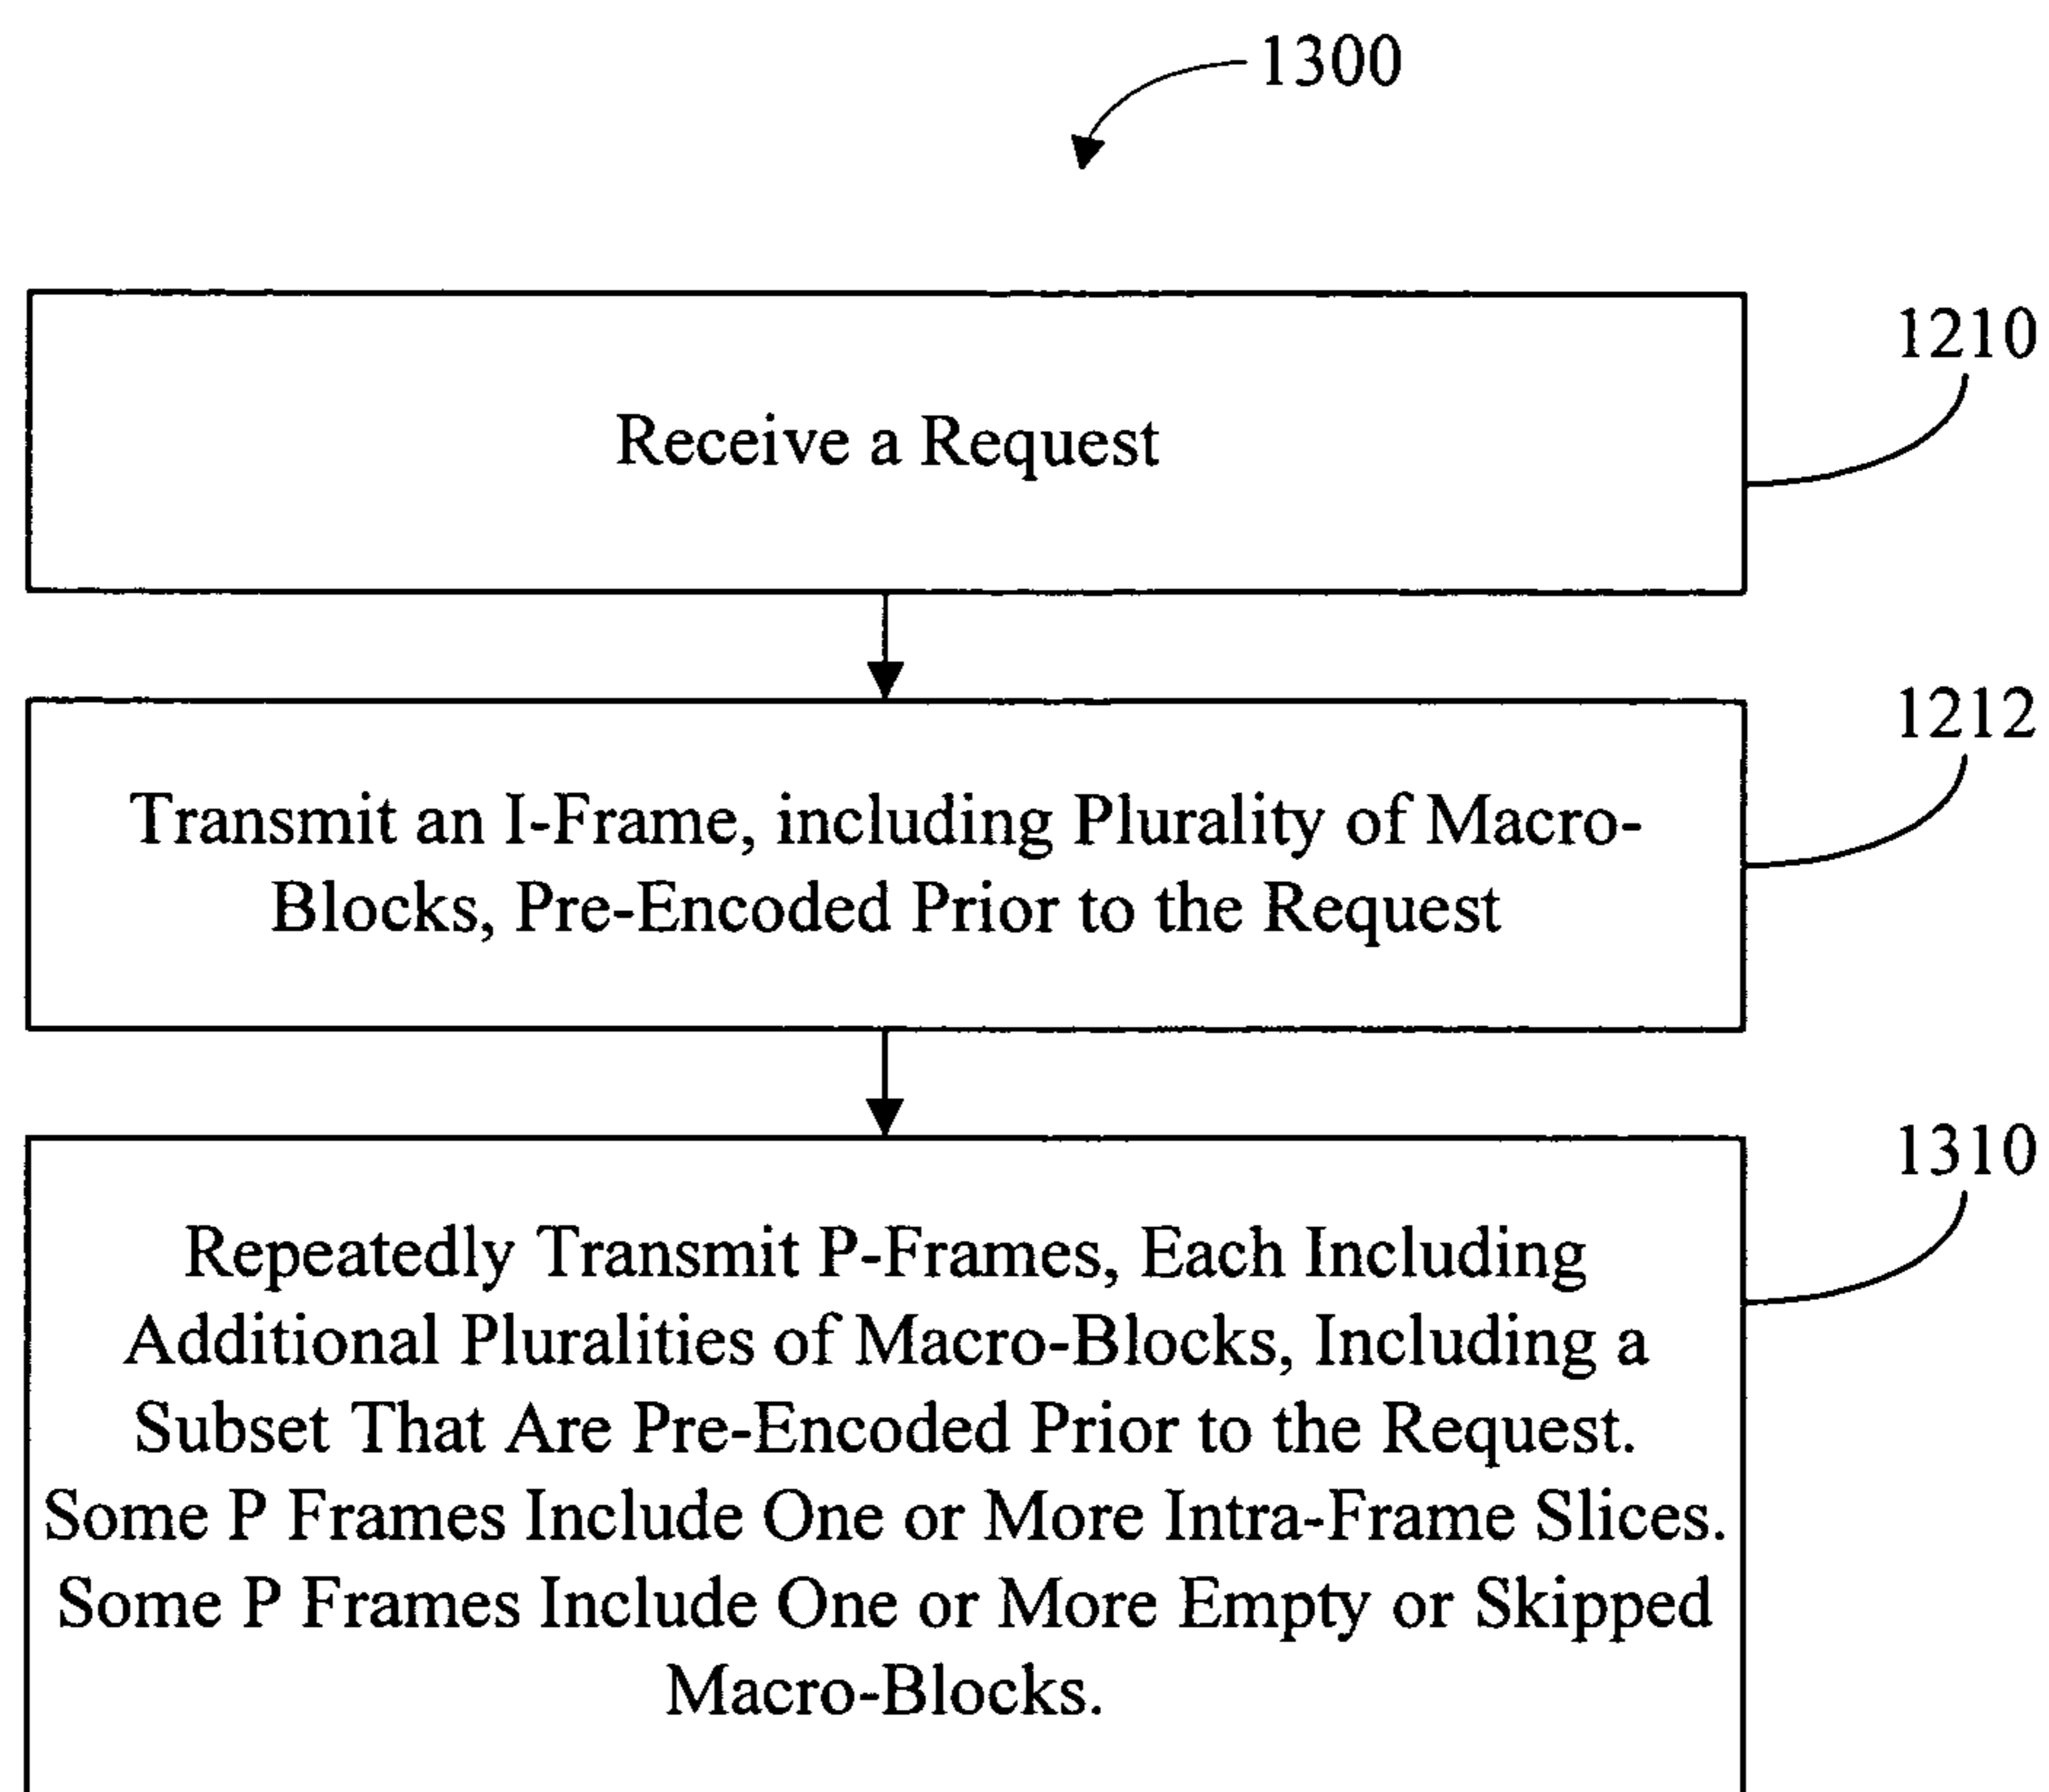 1300
1210
Receive a Request
1212
Transmit an I-Frame, including Plurality of Macro-
Blocks, Pre-Encoded Prior to the Request
1310
Repeatedly Transmit P-Frames, Each Including
Additional Pluralities of Macro-Blocks, Including a
Subset That Are Pre-Encoded Prior to the Request.
Some P Frames Include One or More Intra-Frame Slices.
Some P Frames Include One or More Empty or Skipped
Macro-Blocks.